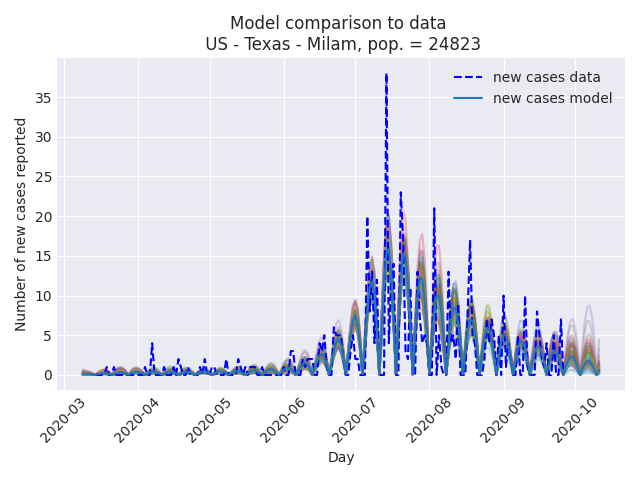 Model comparison to data
US - Texas - Milam, pop. = 24823
new cases data
new cases model
Number of new cases reported
35
30
25
20
15
10
5
0
2020-03
2020-04
2020-05
2020-06
2020-07
2020-08
2020-09
2020-10
Day